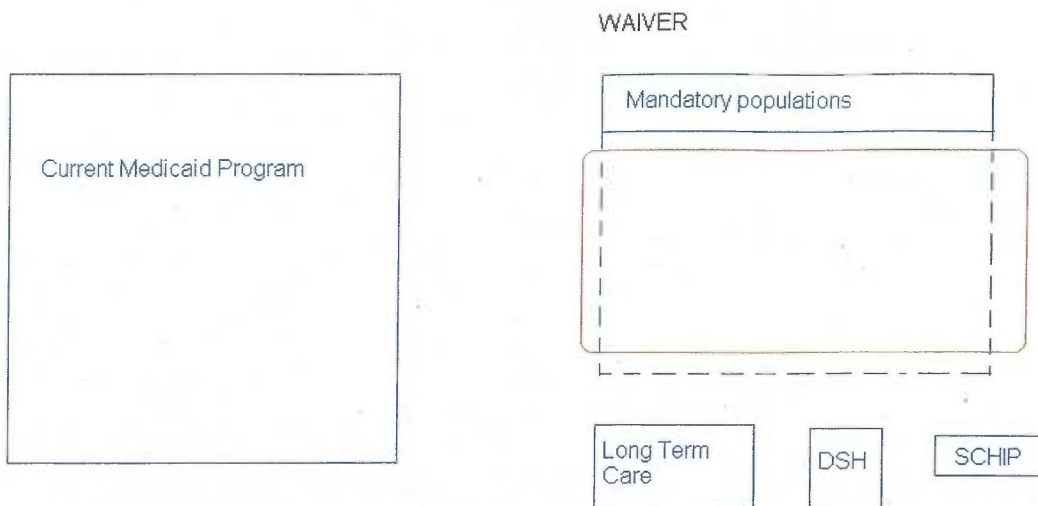 WAIVER
Mandatory populations
Current Medicaid Program
Long Term
Care
DSH
SCHIP